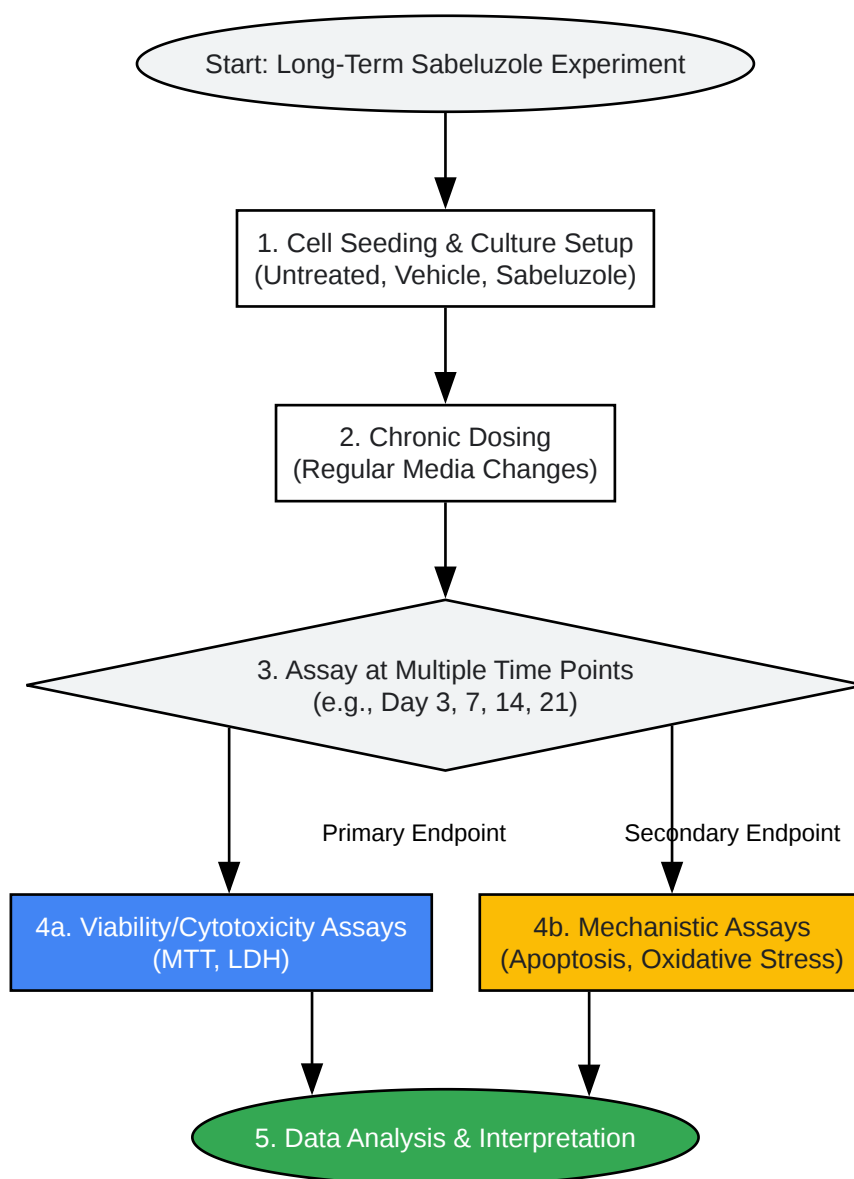 Start: Long-Term Sabeluzole Experiment
1. Cell Seeding & Culture Setup
(Untreated, Vehicle, Sabeluzole)
2. Chronic Dosing
(Regular Media Changes)
3. Assay at Multiple Time Points
(e.g., Day 3, 7, 14, 21)
Primary Endpoint
Secondary Endpoint
4a. Viability/Cytotoxicity Assays
(MTT, LDH)
4b. Mechanistic Assays
(Apoptosis, Oxidative Stress)
5. Data Analysis & Interpretation